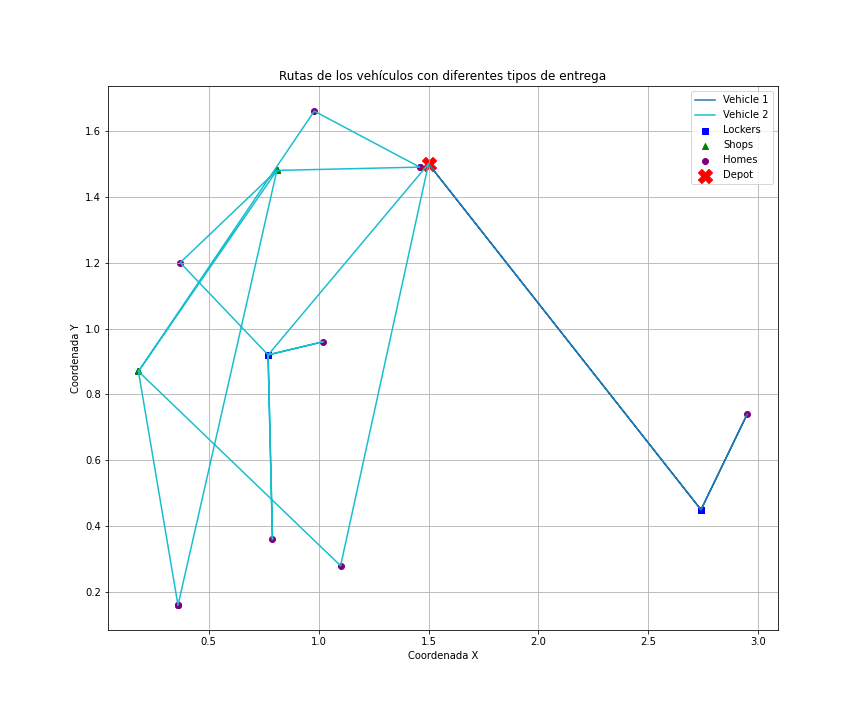 Rutas de los vehículos con diferentes tipos de entrega
Vehicle 1
Vehicle 2
Lockers
Shops
Homes
Depot
Coordenada Y
1.6
1.4
1.2
1.0
0.8
0.6
0.4
0.2
0.5
1.0
1.5
2.0
2.5
3.0
Coordenada X